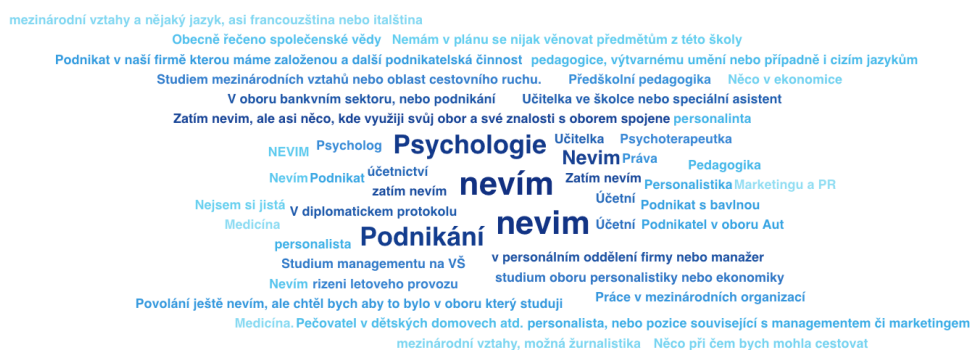 mezinárodní vztahy a nějaký jazyk, asi francouzština nebo italština
Obecně řečeno společenské vědy Nemám v plánu se nijak věnovat předmětům z této školy
Podnikat v naší firmě kterou máme založenou a další podnikatelská činnost pedagogice, výtvarnému umění nebo případně i cizím jazykům
Studiem mezinárodních vztahů nebo oblast cestovního ruchu. Předškolní pedagogika Něco v ekonomice
V oboru bankvním sektoru, nebo podnikání Učitelka ve školce nebo speciální asistent
Zatím nevim, ale asi něco, kde využiji svůj obor a své znalosti s oborem spojene personalinta
NEVIM Psycholog Psychologie Učitelka Psychoterapeutka
Nevim Práva Pedagogika
Nevím Podnikat účetnictví zatím nevím nevím Zatím nevím Personalistika Marketingu a PR
Nejsem si jistá V diplomatickem protokolu Účetní Podnikat s bavlnou
Medicína personalista Podnikání nevim Účetní Podnikatel v oboru Aut
Studium managementu na VŠ v personálním oddělení firmy nebo manažer
Nevím rizeni letoveho provozu studium oboru personalistiky nebo ekonomiky
Povolání ještě nevím, ale chtěl bych aby to bylo v oboru který studuji Práce v mezinárodních organizací
Medicína. Pečovatel v dětských domovech atd. personalista, nebo pozice související s managementem či marketingem
mezinárodní vztahy, možná žurnalistika Něco při čem bych mohla cestovat